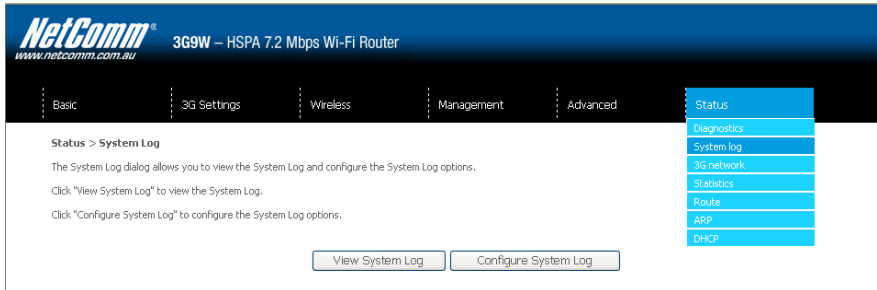 NetComm®
www.netcomm.com.au
3G9W – HSPA 7.2 Mbps Wi-Fi Router
Basic
3G Settings
Wireless
Management
Advanced
Status
Diagnostics
System log
3G network
Statistics
Route
ARP
DHCP
Status > System Log
The System Log dialog allows you to view the System Log and configure the System Log options.
Click "View System Log" to view the System Log.
Click "Configure System Log" to configure the System Log options.
View System Log
Configure System Log